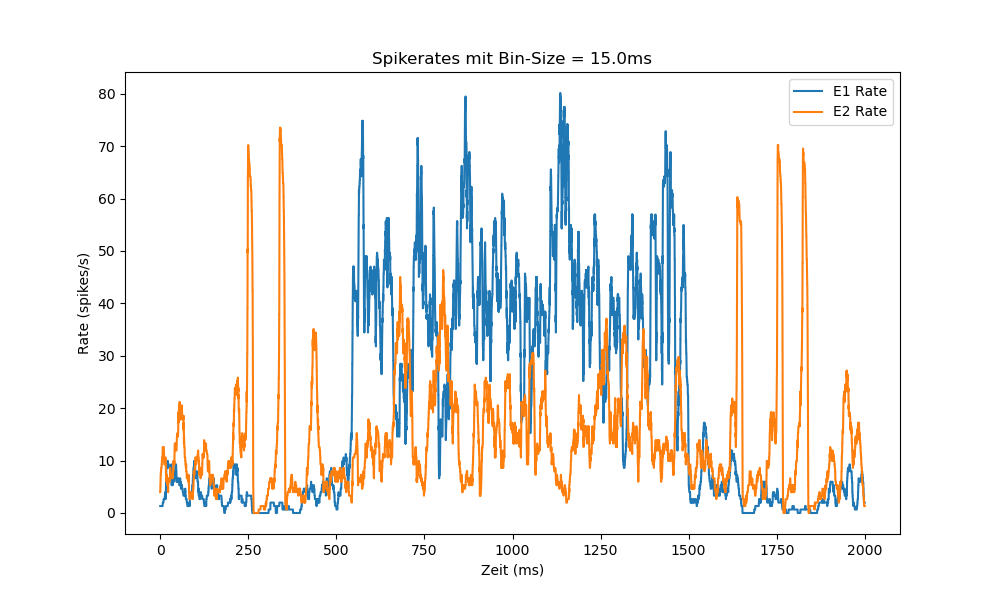 Spikerates mit Bin-Size = 15.0ms
E1 Rate
E2 Rate
80
70
60
50
40
30
20
10
0
Rate (spikes/s)
0 250 500 750 1000 1250 1500 1750 2000
Zeit (ms)